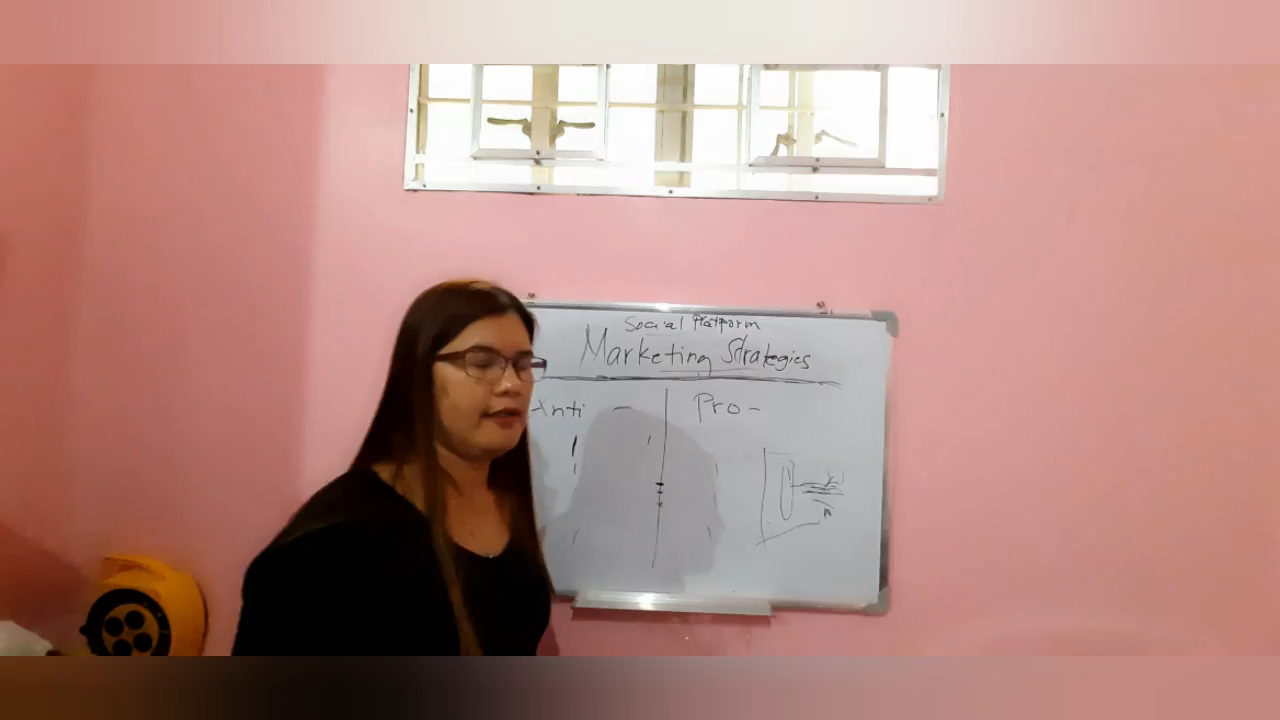 Social Platform
Marketing Strategies
Anti - Pro -